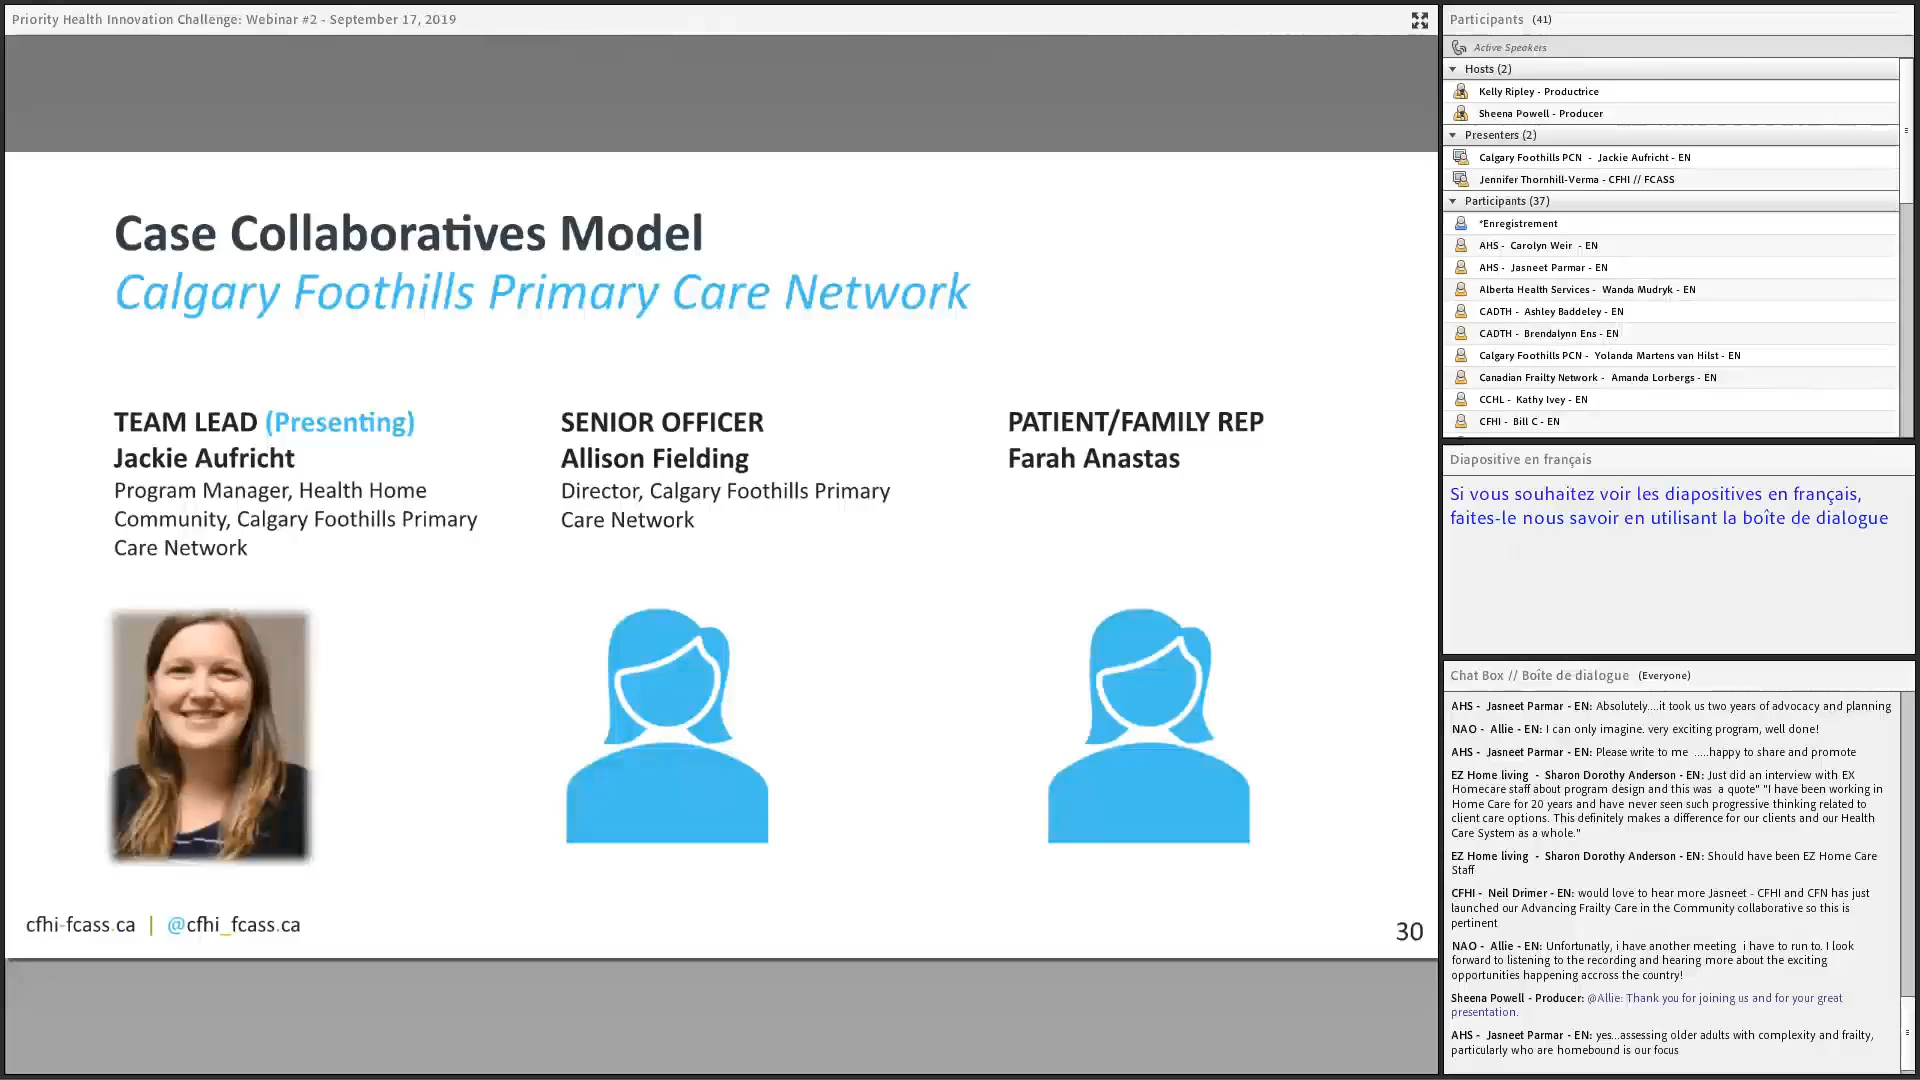 Priority Health Innovation Challenge: Webinar #2 - September 17, 2019
Case Collaboratives Model
Calgary Foothills Primary Care Network
TEAM LEAD (Presenting)
Jackie Aufricht
Program Manager, Health Home
Community, Calgary Foothills Primary
Care Network
SENIOR OFFICER
Allison Fielding
Director, Calgary Foothills Primary
Care Network
PATIENT/FAMILY REP
Farah Anastas
cfhi-fcass.ca | @cfhi_fcass.ca
30
Participants (41)
Active Speakers
Hosts (2)
Kelly Ripley - Productrice
Sheena Powell - Producer
Presenters (2)
Calgary Foothills PCN - Jackie Aufricht - EN
Jennifer Thornhill-Verma - CFHI // FCASS
Participants (37)
*Enregistrement
AHS - Carolyn Weir - EN
AHS - Jasneet Parmar - EN
Alberta Health Services - Wanda Mudryk - EN
CADTH - Ashley Baddeley - EN
CADTH - Brendalynn Ens - EN
Calgary Foothills PCN - Yolanda Martens van Hilst - EN
Canadian Frailty Network - Amanda Lorbergs - EN
CCHL - Kathy Ivey - EN
CFHI - Bill C - EN
Diapositive en français
Si vous souhaitez voir les diapositives en français,
faites-le nous savoir en utilisant la boîte de dialogue
Chat Box // Boîte de dialogue (Everyone)
AHS - Jasneet Parmar - EN: Absolutely....it took us two years of advocacy and planning
NAO - Allie - EN: I can only imagine. very exciting program, well done!
AHS - Jasneet Parmar - EN: Please write to me .....happy to share and promote
EZ Home living - Sharon Dorothy Anderson - EN: Just did an interview with EX
Homecare staff about program design and this was a quote" "I have been working in
Home Care for 20 years and have never seen such progressive thinking related to
client care options. This definitely makes a difference for our clients and our Health
Care System as a whole."
EZ Home living - Sharon Dorothy Anderson - EN: Should have been EZ Home Care
Staff
CFHI - Neil Drimer - EN: would love to hear more Jasneet - CFHI and CFN has just
launched our Advancing Frailty Care in the Community collaborative so this is
pertinent
NAO - Allie - EN: Unfortunatly, i have another meeting i have to run to. I look
forward to listening to the recording and hearing more about the exciting
opportunities happening accross the country!
Sheena Powell - Producer: @Allie: Thank you for joining us and for your great
presentation.
AHS - Jasneet Parmar - EN: yes...assessing older adults with complexity and frailty,
particularly who are homebound is our focus